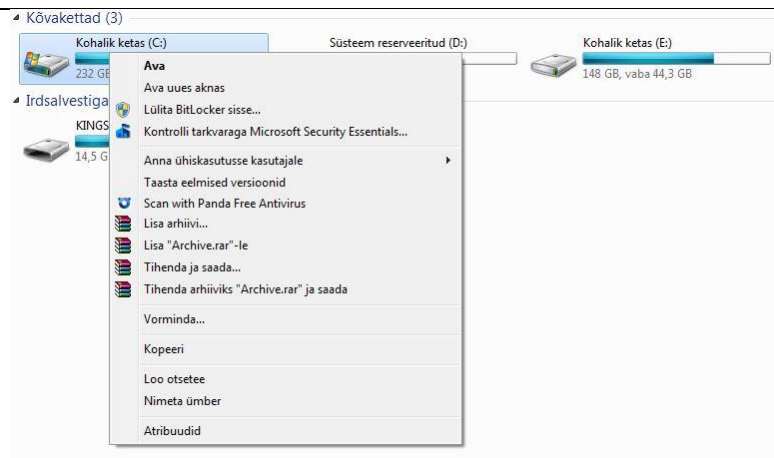 Kõvakettad (3)
Kohalik ketas (C:)
Süsteem reserveeritud (D:)
Kohalik ketas (E:)
232 GB
148 GB, vaba 44,3 GB
Irdsalvestiga
KINGS
14,5 G
Ava
Ava uues aknas
Lülita BitLocker sisse...
Kontrolli tarkvaraga Microsoft Security Essentials...
Anna ühiskasutusse kasutajale
Taasta eelmised versioonid
Scan with Panda Free Antivirus
Lisa arhiivi...
Lisa "Archive.rar"-le
Tihenda ja saada...
Tihenda arhiiviks "Archive.rar" ja saada
Vorminda...
Kopeeri
Loo otsetee
Nimeta ümber
Atribuudid